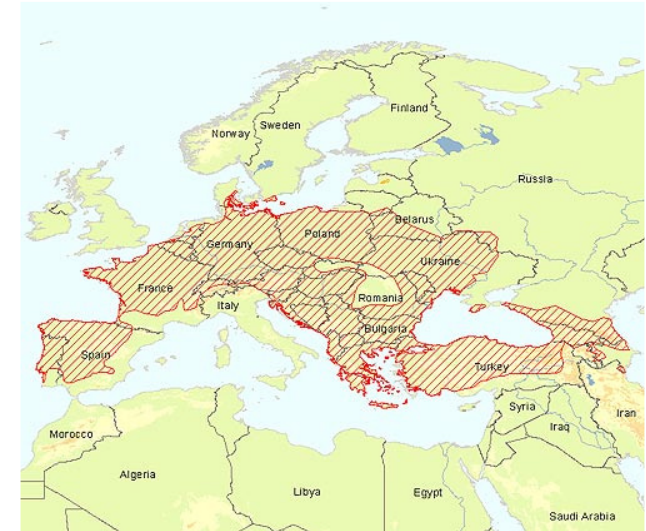 Finland
Norway
Sweden
Russia
Belarus
Poland
Germany
Ukraine
France
Romania
Italy
Bulgaria
Spain
Turkey
Syria
Iran
Iraq
Morocco
Algeria
Libya
Egypt
Saudi Arabia